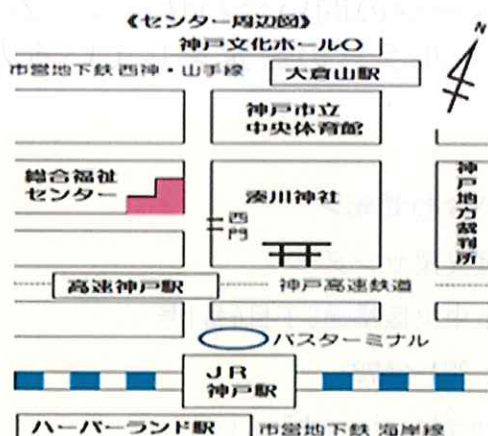 《センター周辺図》
神戸文化ホール○
N
市営地下鉄 西神・山手線
大倉山駅
神戸市立
中央体育館
総合福祉
センター
湊川神社
神戸地方裁判所
西門
高速神戸駅
神戸高速鉄道
バスターミナル
JR
神戸駅
ハーバーランド駅
市営地下鉄 海岸線